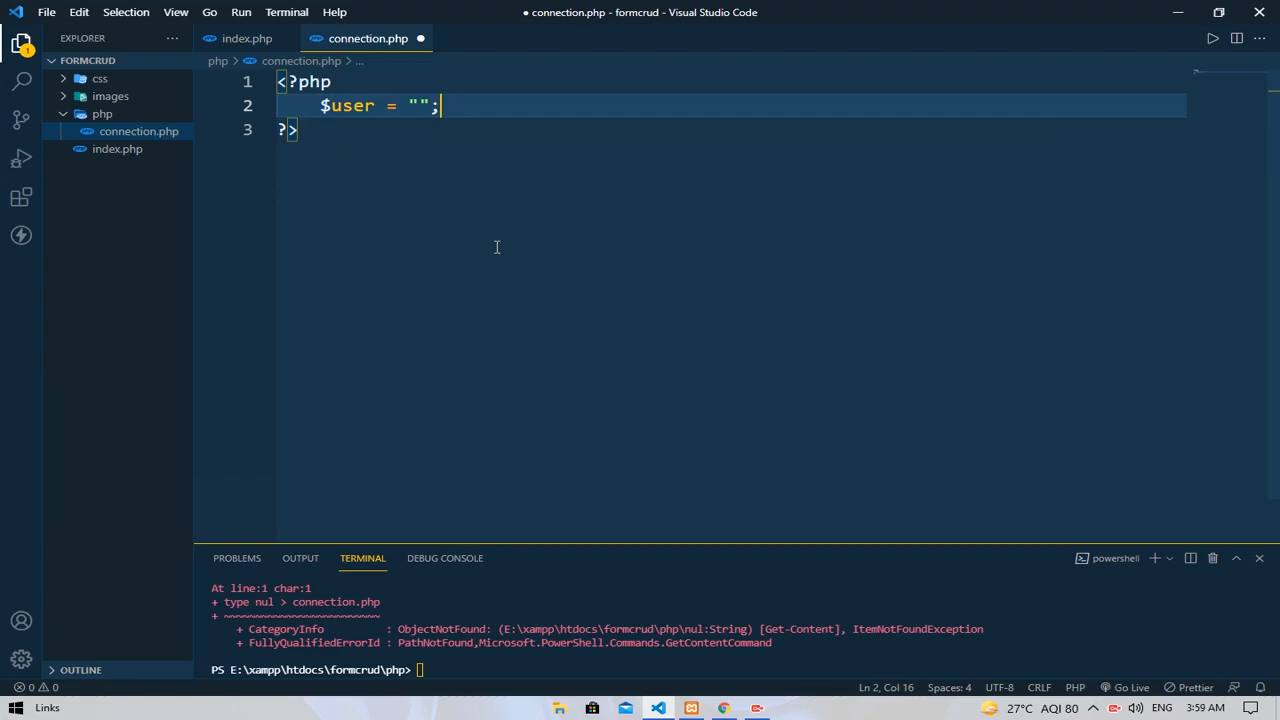 File Edit Selection View Go Run Terminal Help
● connection.php - formcrud - Visual Studio Code
EXPLORER
index.php
connection.php
FORMCRUD
css
images
php
connection.php
index.php
1
php > connection.php > ...
1 <?php
2 $user = "";
3 ?>
PROBLEMS OUTPUT TERMINAL DEBUG CONSOLE
powershell
At line:1 char:1
+ type nul > connection.php
+ ~~~~~~~~~~~~~~~~~~~~~~~~~
+ CategoryInfo : ObjectNotFound: (E:\xampp\htdocs\formcrud\php\nul:String) [Get-Content], ItemNotFoundException
+ FullyQualifiedErrorId : PathNotFound,Microsoft.PowerShell.Commands.GetContentCommand
PS E:\xampp\htdocs\formcrud\php>
OUTLINE
0 0
Ln 2, Col 16 Spaces: 4 UTF-8 CRLF PHP Go Live Prettier
Links
27°C AQI 80 ENG 3:59 AM